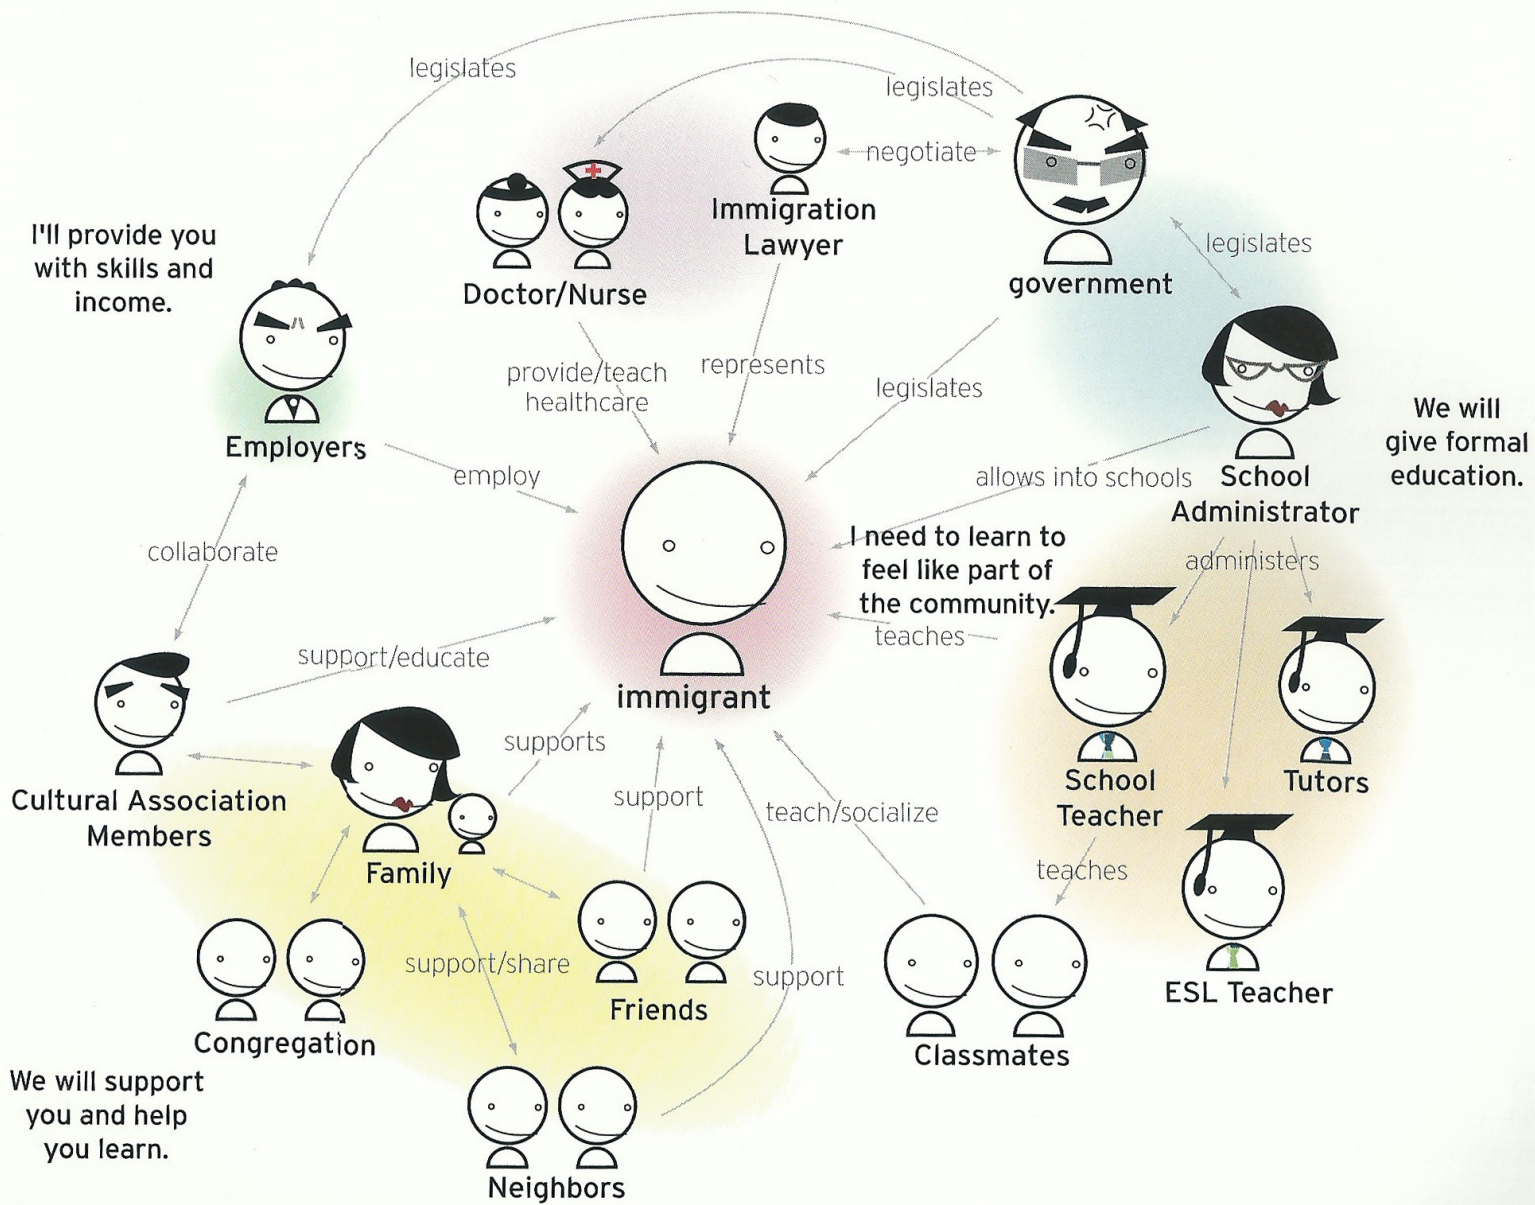 legislates
legislates
negotiate
Immigration
Lawyer
I'll provide you
with skills and
income.
legislates
government
Doctor/Nurse
provide/teach
healthcare
represents
legislates
Employers
employ
We will
give formal
education.
allows into schools
School
Administrator
I need to learn to
feel like part of
the community.
administers
collaborate
teaches
support/educate
immigrant
supports
School
Teacher
Tutors
Cultural Association
Members
Family
support
teach/socialize
teaches
support/share
support
Friends
ESL Teacher
Congregation
Classmates
We will support
you and help
you learn.
Neighbors